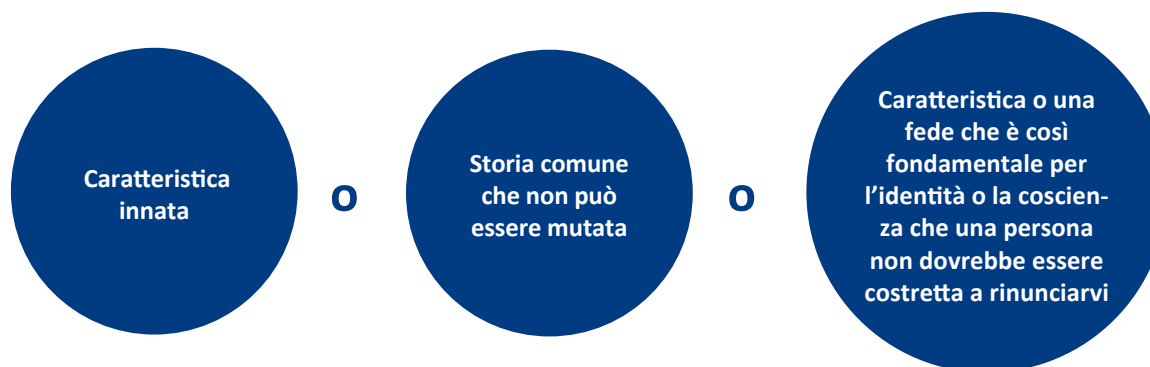 Caratteristica
innata
o
Storia comune
che non può
essere mutata
o
Caratteristica o una
fede che è così
fondamentale per
l’identità o la coscien-
za che una persona
non dovrebbe essere
costretta a rinunciarvi